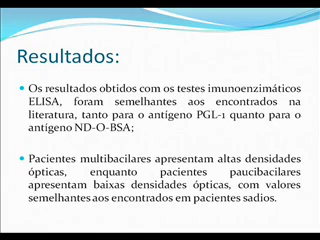 Resultados:
Os resultados obtidos com os testes imunoenzimáticos
ELISA, foram semelhantes aos encontrados na
literatura, tanto para o antígeno PGL-1 quanto para o
antígeno ND-O-BSA;
Pacientes multibacilares apresentam altas densidades
ópticas, enquanto pacientes paucibacilares
apresentam baixas densidades ópticas, com valores
semelhantes aos encontrados em pacientes sadios.